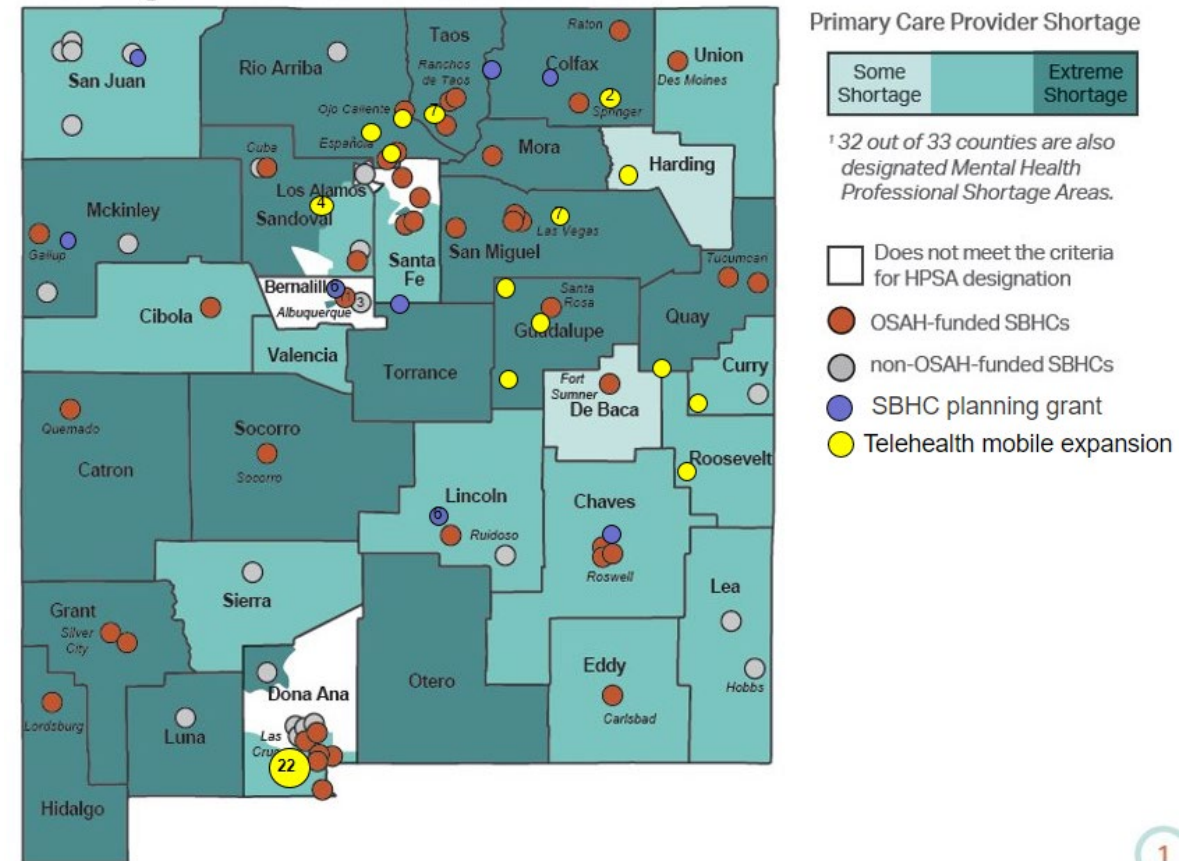 Taos
Raton
San Juan
Rio Arriba
Ranchos
de Taos
Colfax
Union
Des Moines
Ojo Caliente
7
2
Springer
Española
Cuba
Mora
Harding
Los Alamos
Mckinley
4
Sandoval
7
Las Vegas
San Miguel
Gallup
Santa
Fe
Tucumcari
Bernalillo
6
3
Albuquerque
Santa
Rosa
Cibola
Guadalupe
Quay
Valencia
Torrance
Curry
Fort
Sumner
De Baca
Quemado
Socorro
Catron
Socorro
Roosevelt
Lincoln
Chaves
6
Ruidoso
Roswell
Sierra
Lea
Grant
Silver
City
Eddy
Otero
Hobbs
Dona Ana
Lordsburg
Carlsbad
Luna
Las
22
Hidalgo
Primary Care Provider Shortage
Some
Shortage
Extreme
Shortage
¹ 32 out of 33 counties are also
designated Mental Health
Professional Shortage Areas.
Does not meet the criteria
for HPSA designation
OSAH-funded SBHCs
non-OSAH-funded SBHCs
SBHC planning grant
Telehealth mobile expansion
1